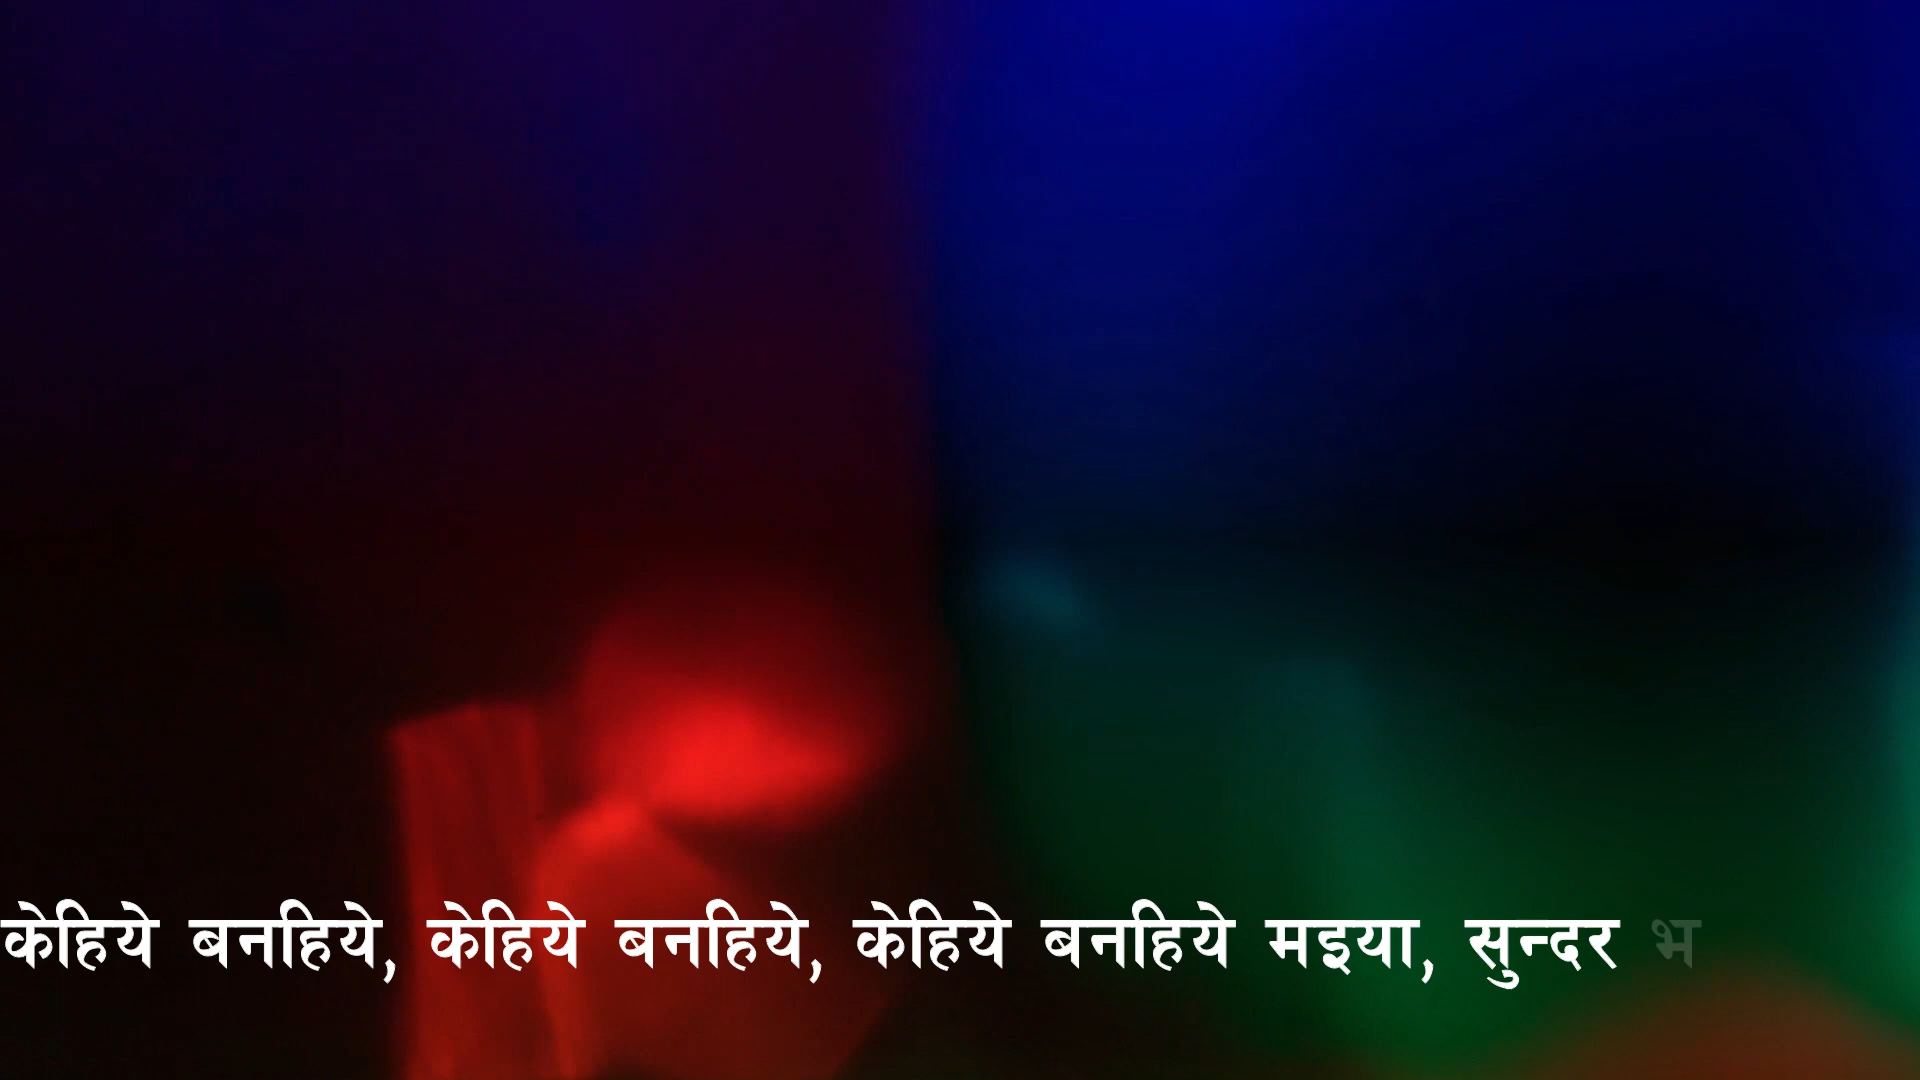 केहिये बनहिये, केहिये बनहिये, केहिये बनहिये मइया, सुन्दर भ